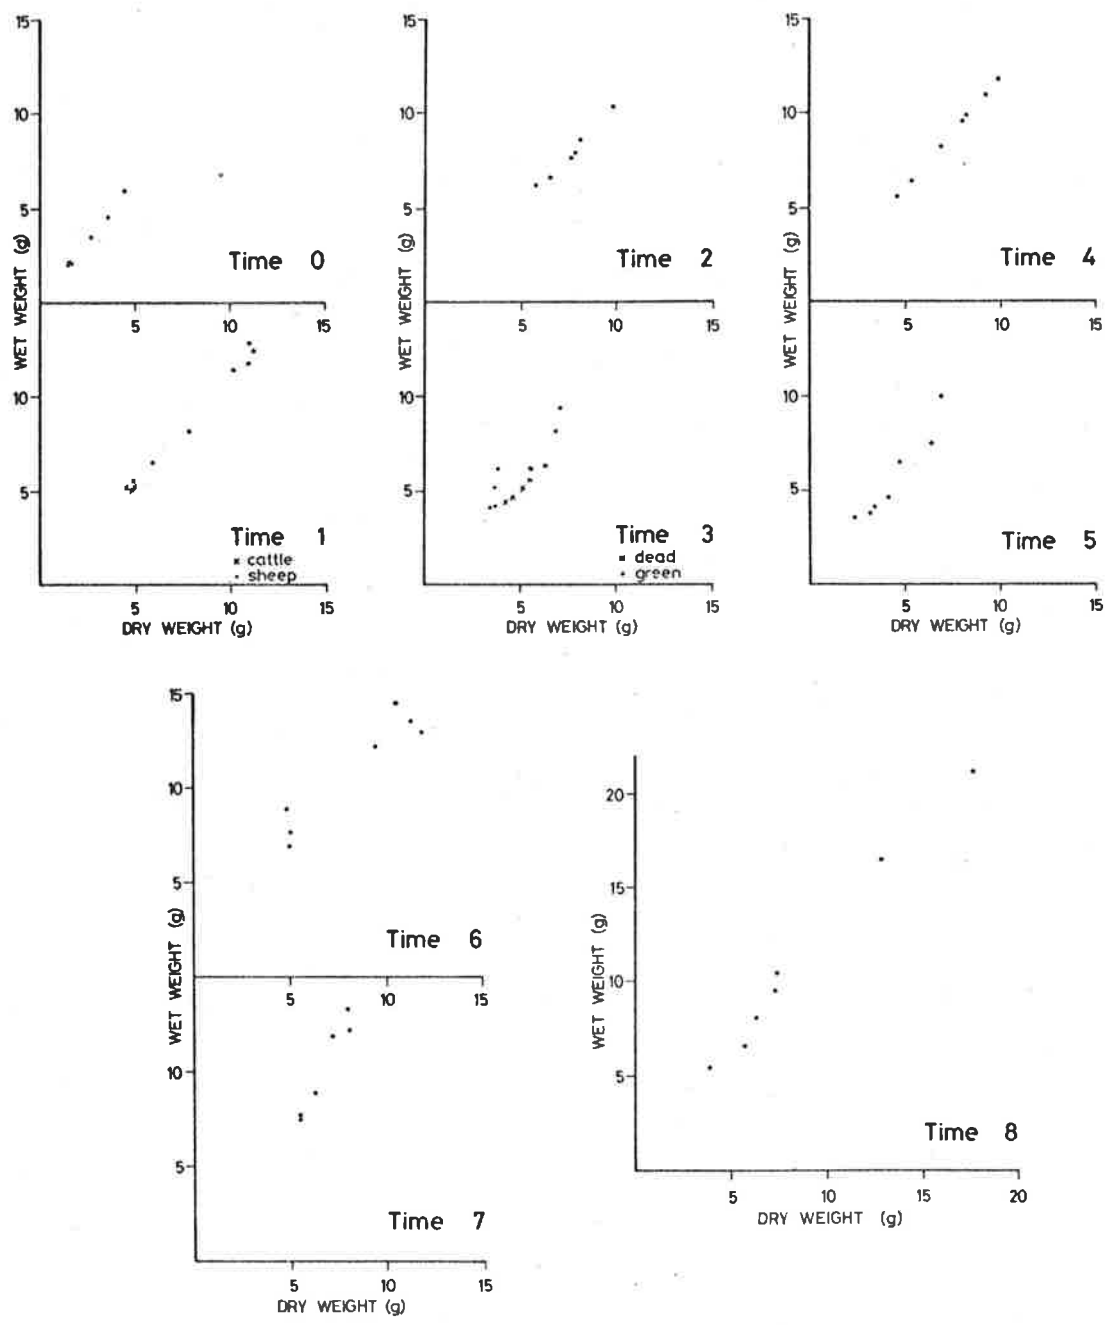 15
10
5
WET WEIGHT (g)
Time 0
5 10 15
10
5
Time 1
× cattle
· sheep
5 10 15
DRY WEIGHT (g)
15
10
5
WET WEIGHT (g)
Time 2
5 10 15
10
5
Time 3
× dead
· green
5 10 15
DRY WEIGHT (g)
15
10
5
WET WEIGHT (g)
Time 4
5 10 15
10
5
Time 5
5 10 15
DRY WEIGHT (g)
15
10
5
WET WEIGHT (g)
Time 6
5 10 15
10
5
Time 7
5 10 15
DRY WEIGHT (g)
20
15
10
5
WET WEIGHT (g)
Time 8
5 10 15 20
DRY WEIGHT (g)